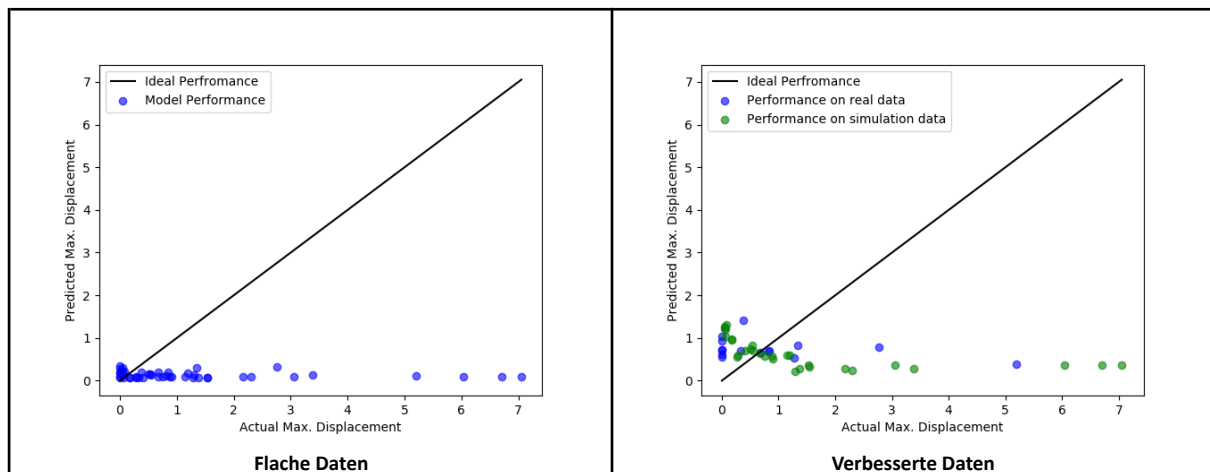 Ideal Perfromance
Model Performance
Predicted Max. Displacement
7
6
5
4
3
2
1
0
0 1 2 3 4 5 6 7
Actual Max. Displacement
Flache Daten
Ideal Performance
Performance on real data
Performance on simulation data
Predicted Max. Displacement
7
6
5
4
3
2
1
0
0 1 2 3 4 5 6 7
Actual Max. Displacement
Verbesserte Daten